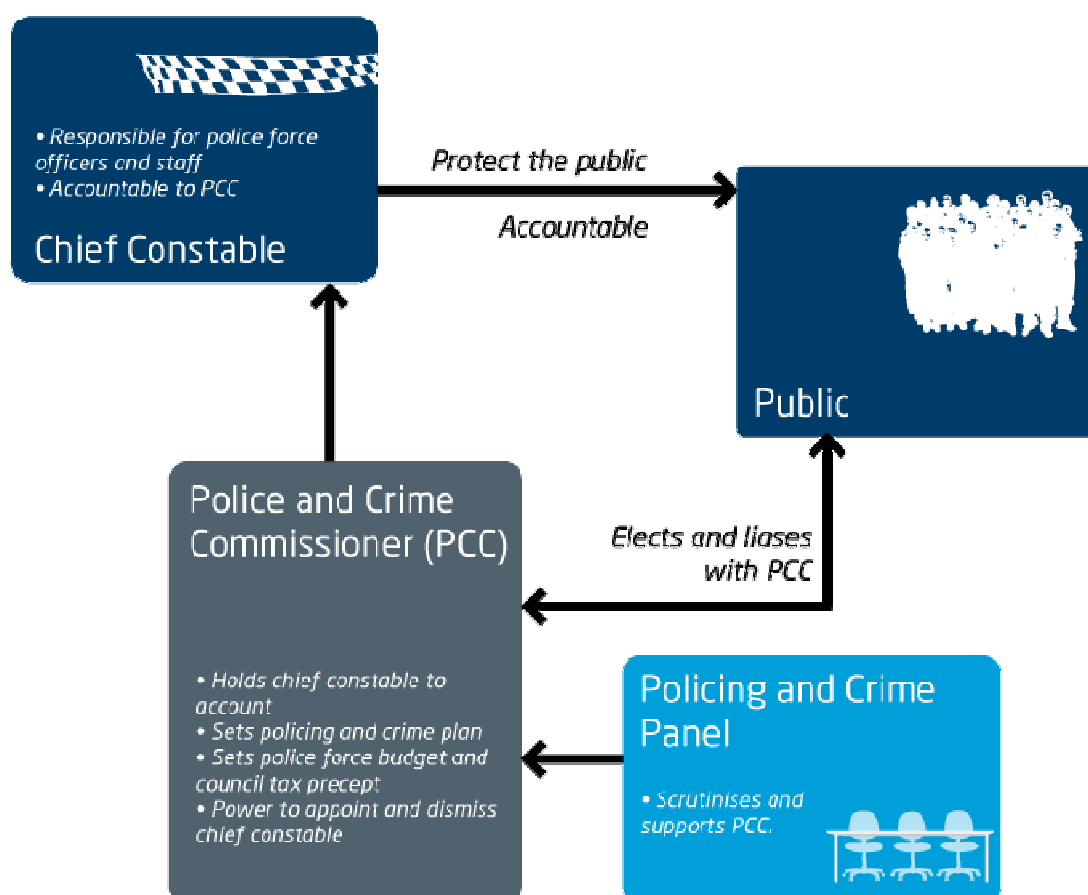 • Responsible for police force
officers and staff
• Accountable to PCC
Chief Constable
Protect the public
Accountable
Public
Police and Crime
Commissioner (PCC)
• Holds chief constable to
account
• Sets policing and crime plan
• Sets police force budget and
council tax precept
• Power to appoint and dismiss
chief constable
Elects and liases
with PCC
Policing and Crime
Panel
• Scrutinises and
supports PCC.